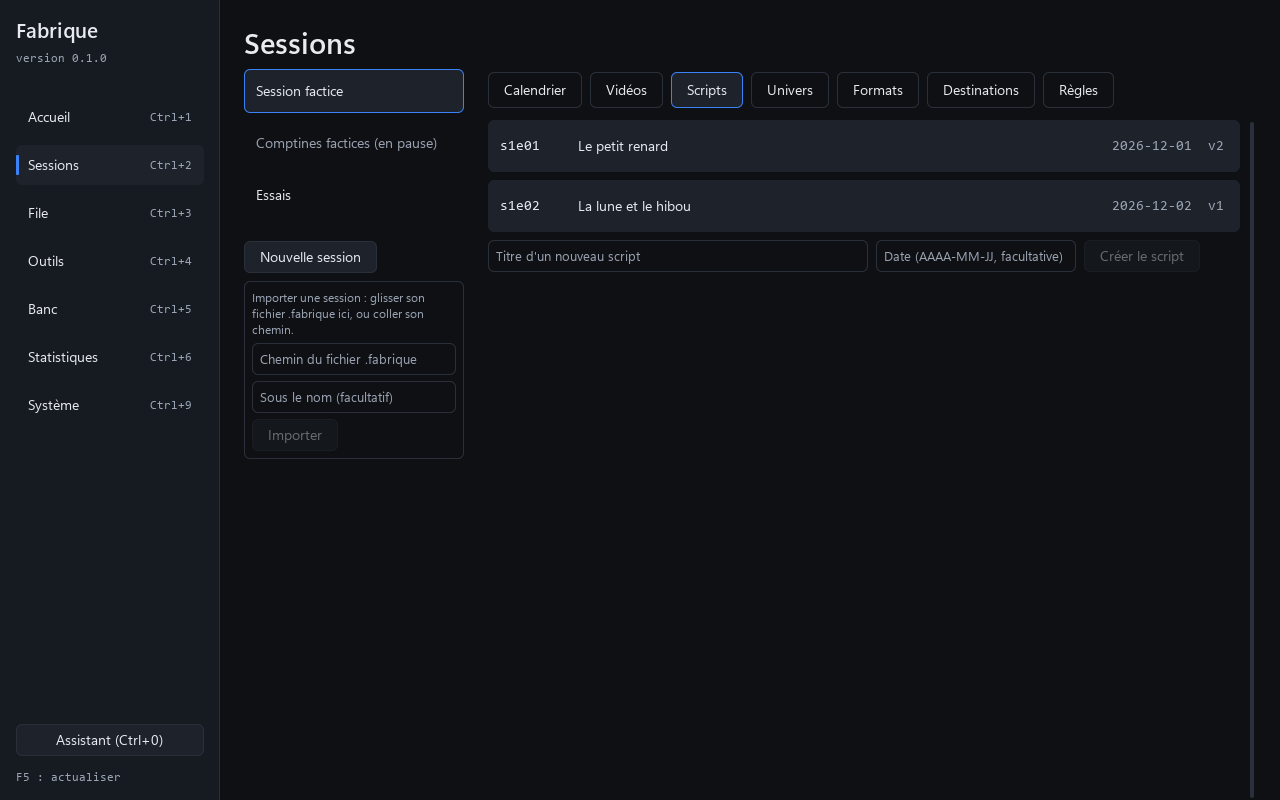 Fabrique
version 0.1.0
Accueil Ctrl+1
Sessions Ctrl+2
File Ctrl+3
Outils Ctrl+4
Banc Ctrl+5
Statistiques Ctrl+6
Système Ctrl+9
Assistant (Ctrl+0)
F5 : actualiser
Sessions
Session factice
Comptines factices (en pause)
Essais
Nouvelle session
Importer une session : glisser son
fichier .fabrique ici, ou coller son
chemin.
Chemin du fichier .fabrique
Sous le nom (facultatif)
Importer
Calendrier Vidéos Scripts Univers Formats Destinations Règles
s1e01 Le petit renard 2026-12-01 v2
s1e02 La lune et le hibou 2026-12-02 v1
Titre d'un nouveau script Date (AAAA-MM-JJ, facultative) Créer le script